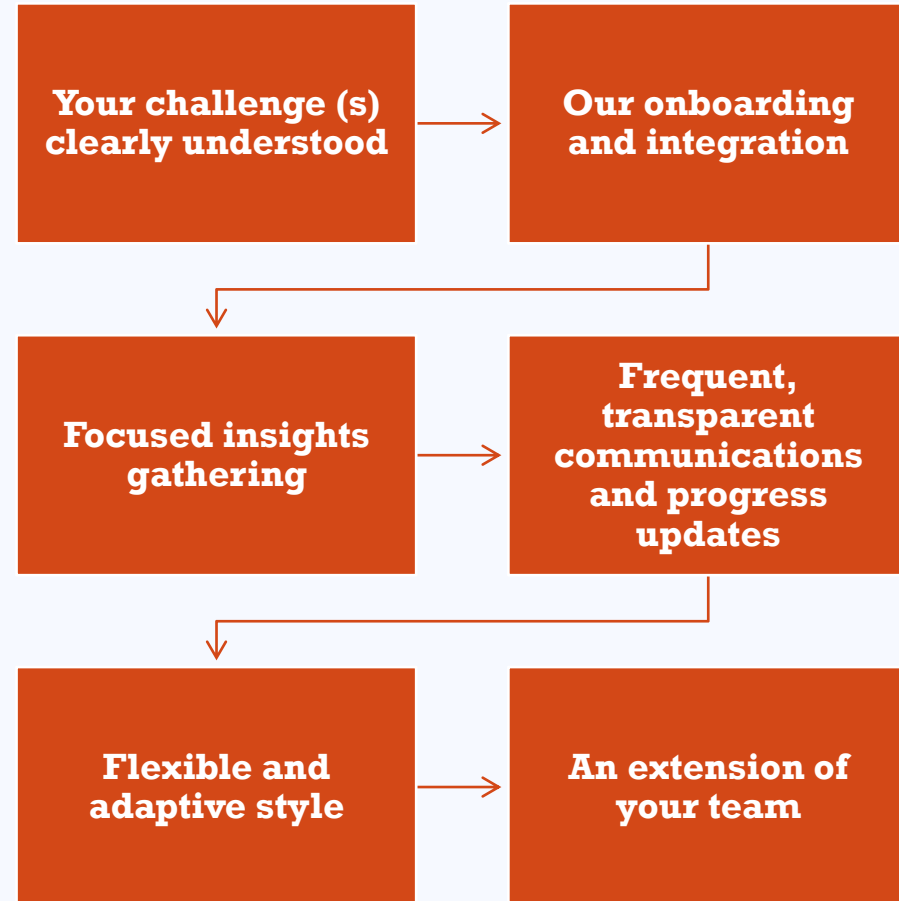 Your challenge (s)
clearly understood
Our onboarding
and integration
Focused insights
gathering
Frequent,
transparent
communications
and progress
updates
Flexible and
adaptive style
An extension of
your team